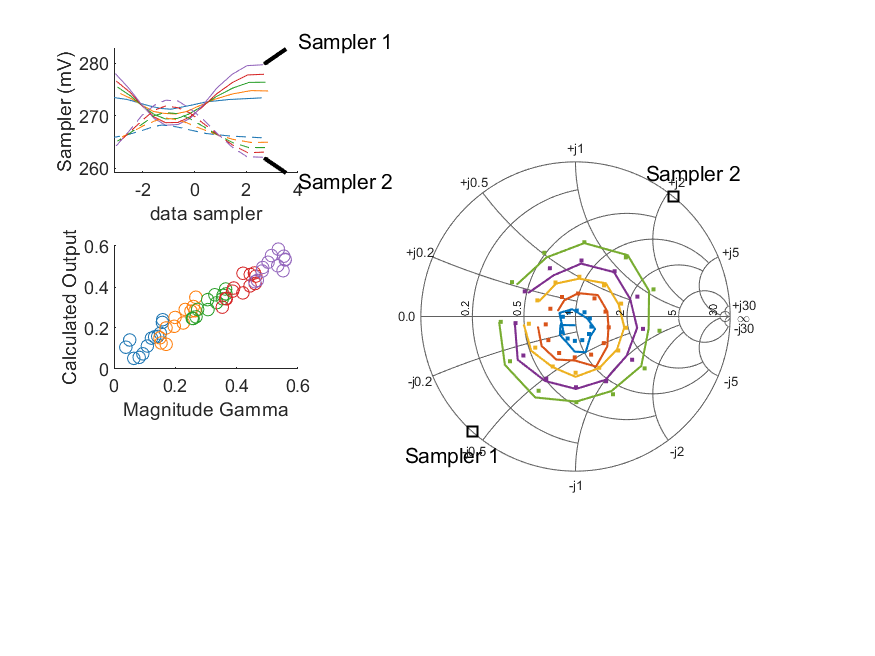 Sampler 1
280
270
260
Sampler (mV)
-2
0
2
4
Sampler 2
data sampler
0.6
0.4
0.2
0
Calculated Output
0
0.2
0.4
0.6
Magnitude Gamma
+j1
Sampler 2
+j0.5
+j2
+j0.2
+j5
0.0
0.2
0.5
1
2
5
30
+j30
∞
-j30
-j0.2
-j5
Sampler 1
-j0.5
-j2
-j1